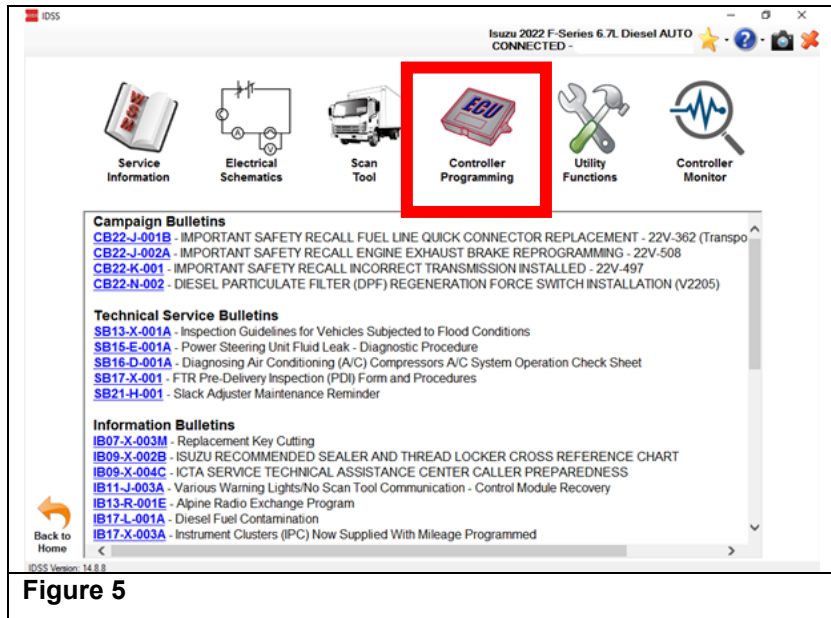 IDSS
Isuzu 2022 F-Series 6.7L Diesel AUTO
CONNECTED -
WSM
ECU
Service
Information
Electrical
Schematics
Scan
Tool
Controller
Programming
Utility
Functions
Controller
Monitor
Campaign Bulletins
CB22-J-001B - IMPORTANT SAFETY RECALL FUEL LINE QUICK CONNECTOR REPLACEMENT - 22V-362 (Transpo
CB22-J-002A - IMPORTANT SAFETY RECALL ENGINE EXHAUST BRAKE REPROGRAMMING - 22V-508
CB22-K-001 - IMPORTANT SAFETY RECALL INCORRECT TRANSMISSION INSTALLED - 22V-497
CB22-N-002 - DIESEL PARTICULATE FILTER (DPF) REGENERATION FORCE SWITCH INSTALLATION (V2205)
Technical Service Bulletins
SB13-X-001A - Inspection Guidelines for Vehicles Subjected to Flood Conditions
SB15-E-001A - Power Steering Unit Fluid Leak - Diagnostic Procedure
SB16-D-001A - Diagnosing Air Conditioning (A/C) Compressors A/C System Operation Check Sheet
SB17-X-001 - FTR Pre-Delivery Inspection (PDI) Form and Procedures
SB21-H-001 - Slack Adjuster Maintenance Reminder
Information Bulletins
IB07-X-003M - Replacement Key Cutting
IB09-X-002B - ISUZU RECOMMENDED SEALER AND THREAD LOCKER CROSS REFERENCE CHART
IB09-X-004C - ICTA SERVICE TECHNICAL ASSISTANCE CENTER CALLER PREPAREDNESS
IB11-J-003A - Various Warning Lights/No Scan Tool Communication - Control Module Recovery
IB13-R-001E - Alpine Radio Exchange Program
IB17-L-001A - Diesel Fuel Contamination
IB17-X-003A - Instrument Clusters (IPC) Now Supplied With Mileage Programmed
Back to
Home
IDSS Version: 14.8.8
Figure 5